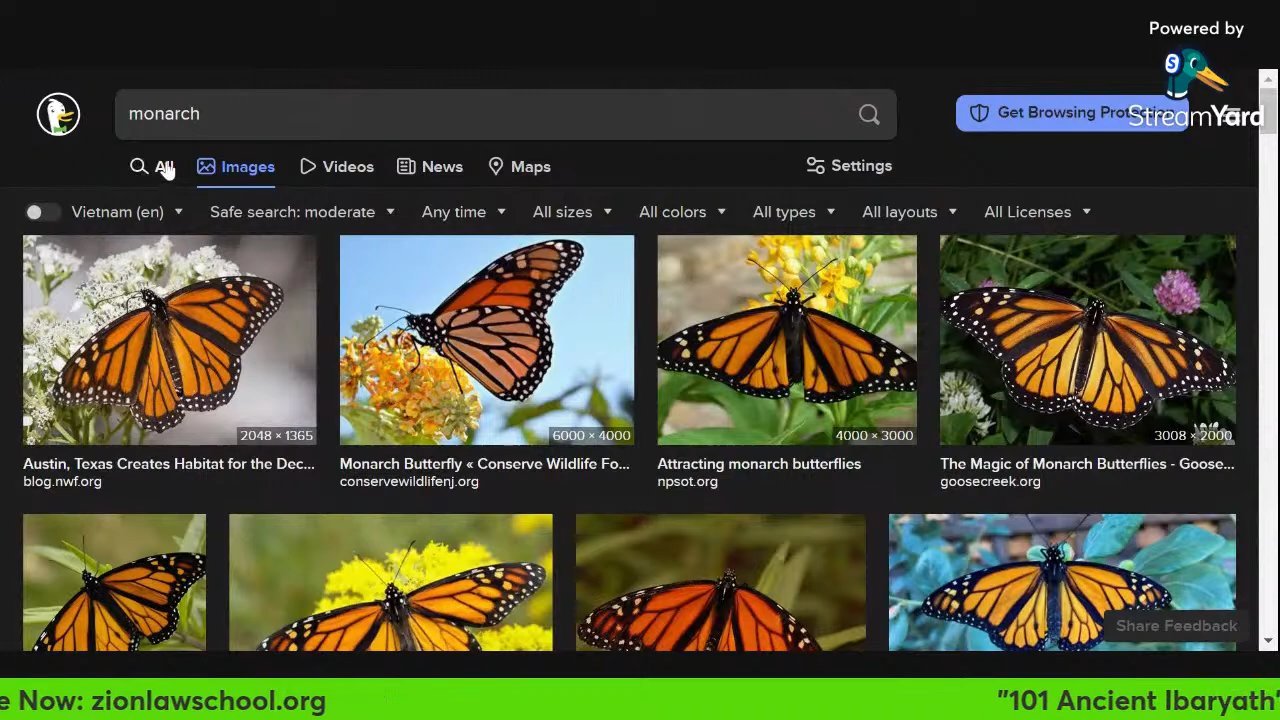 Powered by
S
StreamYard
monarch
Get Browsing Protection
All Images Videos News Maps Settings
Vietnam (en) Safe search: moderate Any time All sizes All colors All types All layouts All Licenses
2048 × 1365
6000 × 4000
4000 × 3000
3008 × 2000
Austin, Texas Creates Habitat for the Dec...
blog.nwf.org
Monarch Butterfly « Conserve Wildlife Fo...
conservewildlifenj.org
Attracting monarch butterflies
npsot.org
The Magic of Monarch Butterflies - Goose...
goosecreek.org
Share Feedback
e Now: zionlawschool.org "101 Ancient Ibaryath"